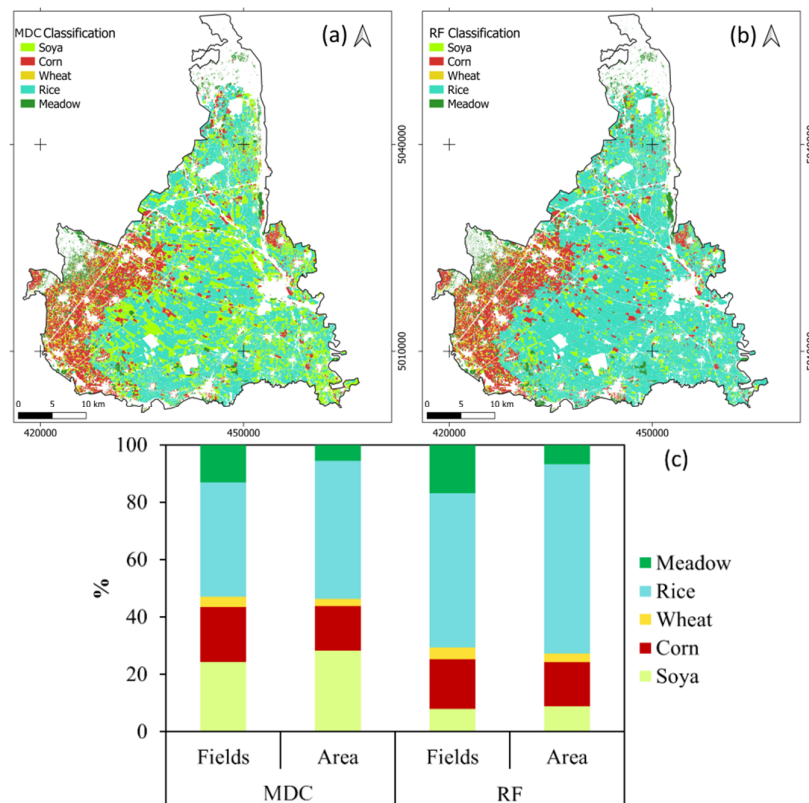 MDC Classification
Soya
Corn
Wheat
Rice
Meadow
(a)
0 5 10 km
420000 450000
5040000
5010000
RF Classification
Soya
Corn
Wheat
Rice
Meadow
(b)
0 5 10 km
420000 450000
(c)
100
80
60
40
20
0
%
Fields Area Fields Area
MDC RF
Meadow
Rice
Wheat
Corn
Soya